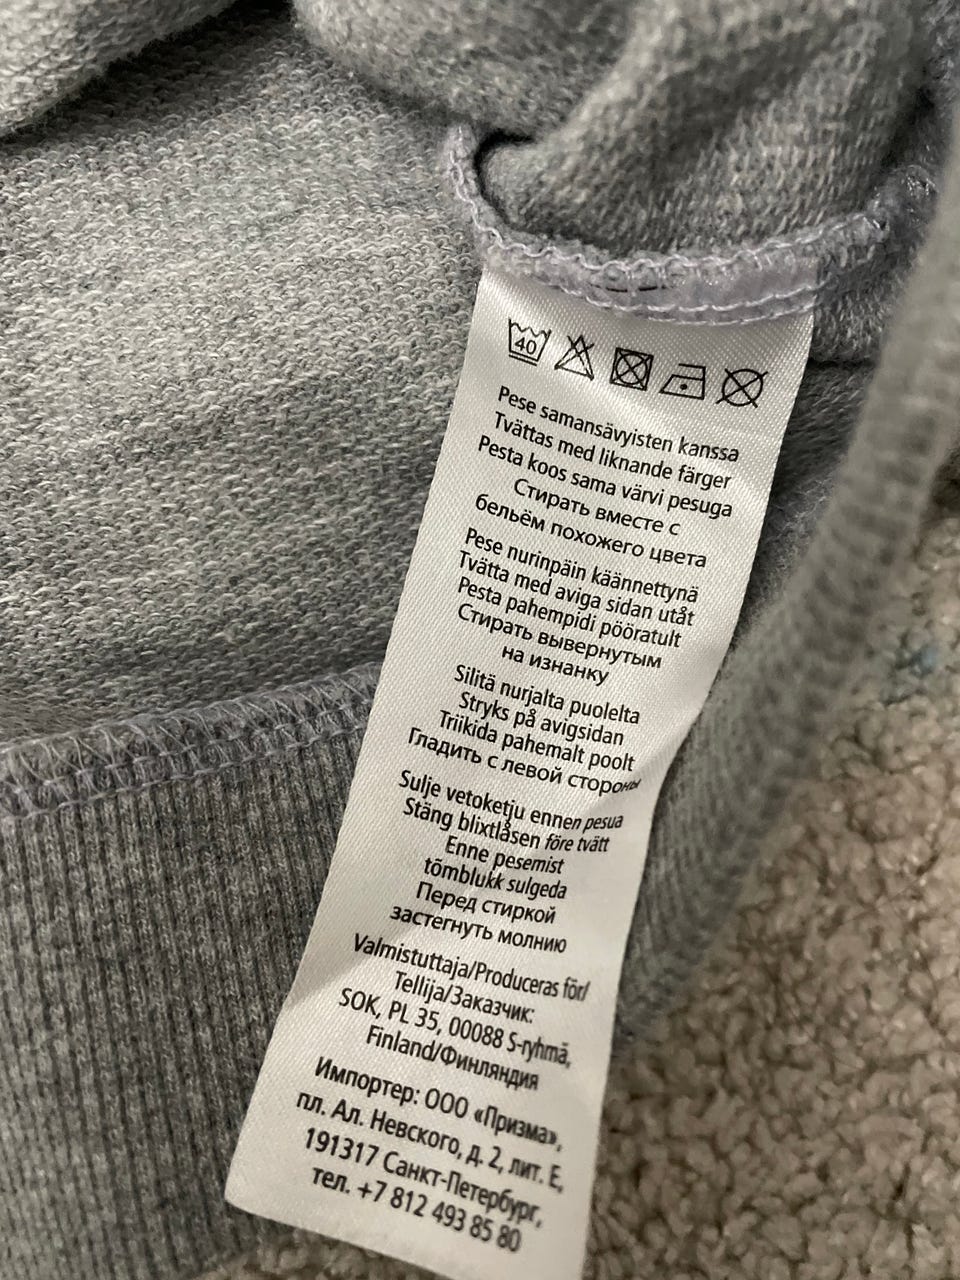 40
Pese samansävyisten kanssa
Tvättas med liknande färger
Pesta koos sama värvi pesuga
Стирать вместе с
бельём похожего цвета
Pese nurinpäin käännettynä
Tvätta med aviga sidan utåt
Pesta pahempidi pööratult
Стирать вывернутым
на изнанку
Silitä nurjalta puolelta
Stryks på avigsidan
Triikida pahemalt poolt
Гладить с левой стороны
Sulje vetoketju ennen pesua
Stäng blixtlåsen före tvätt
Enne pesemist
tõmblukk sulgeda
Перед стиркой
застегнуть молнию
Valmistuttaja/Produceras för/
Tellija/Заказчик:
SOK, PL 35, 00088 S-ryhmä,
Finland/Финляндия
Импортер: ООО «Призма»,
пл. Ал. Невского, д. 2, лит. Е,
191317 Санкт-Петербург,
тел. +7 812 493 85 80